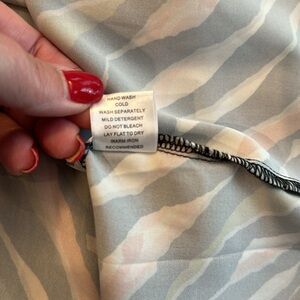 HAND WASH
COLD
WASH SEPARATELY
MILD DETERGENT
DO NOT BLEACH
LAY FLAT TO DRY
WARM IRON
RECOMMENDED